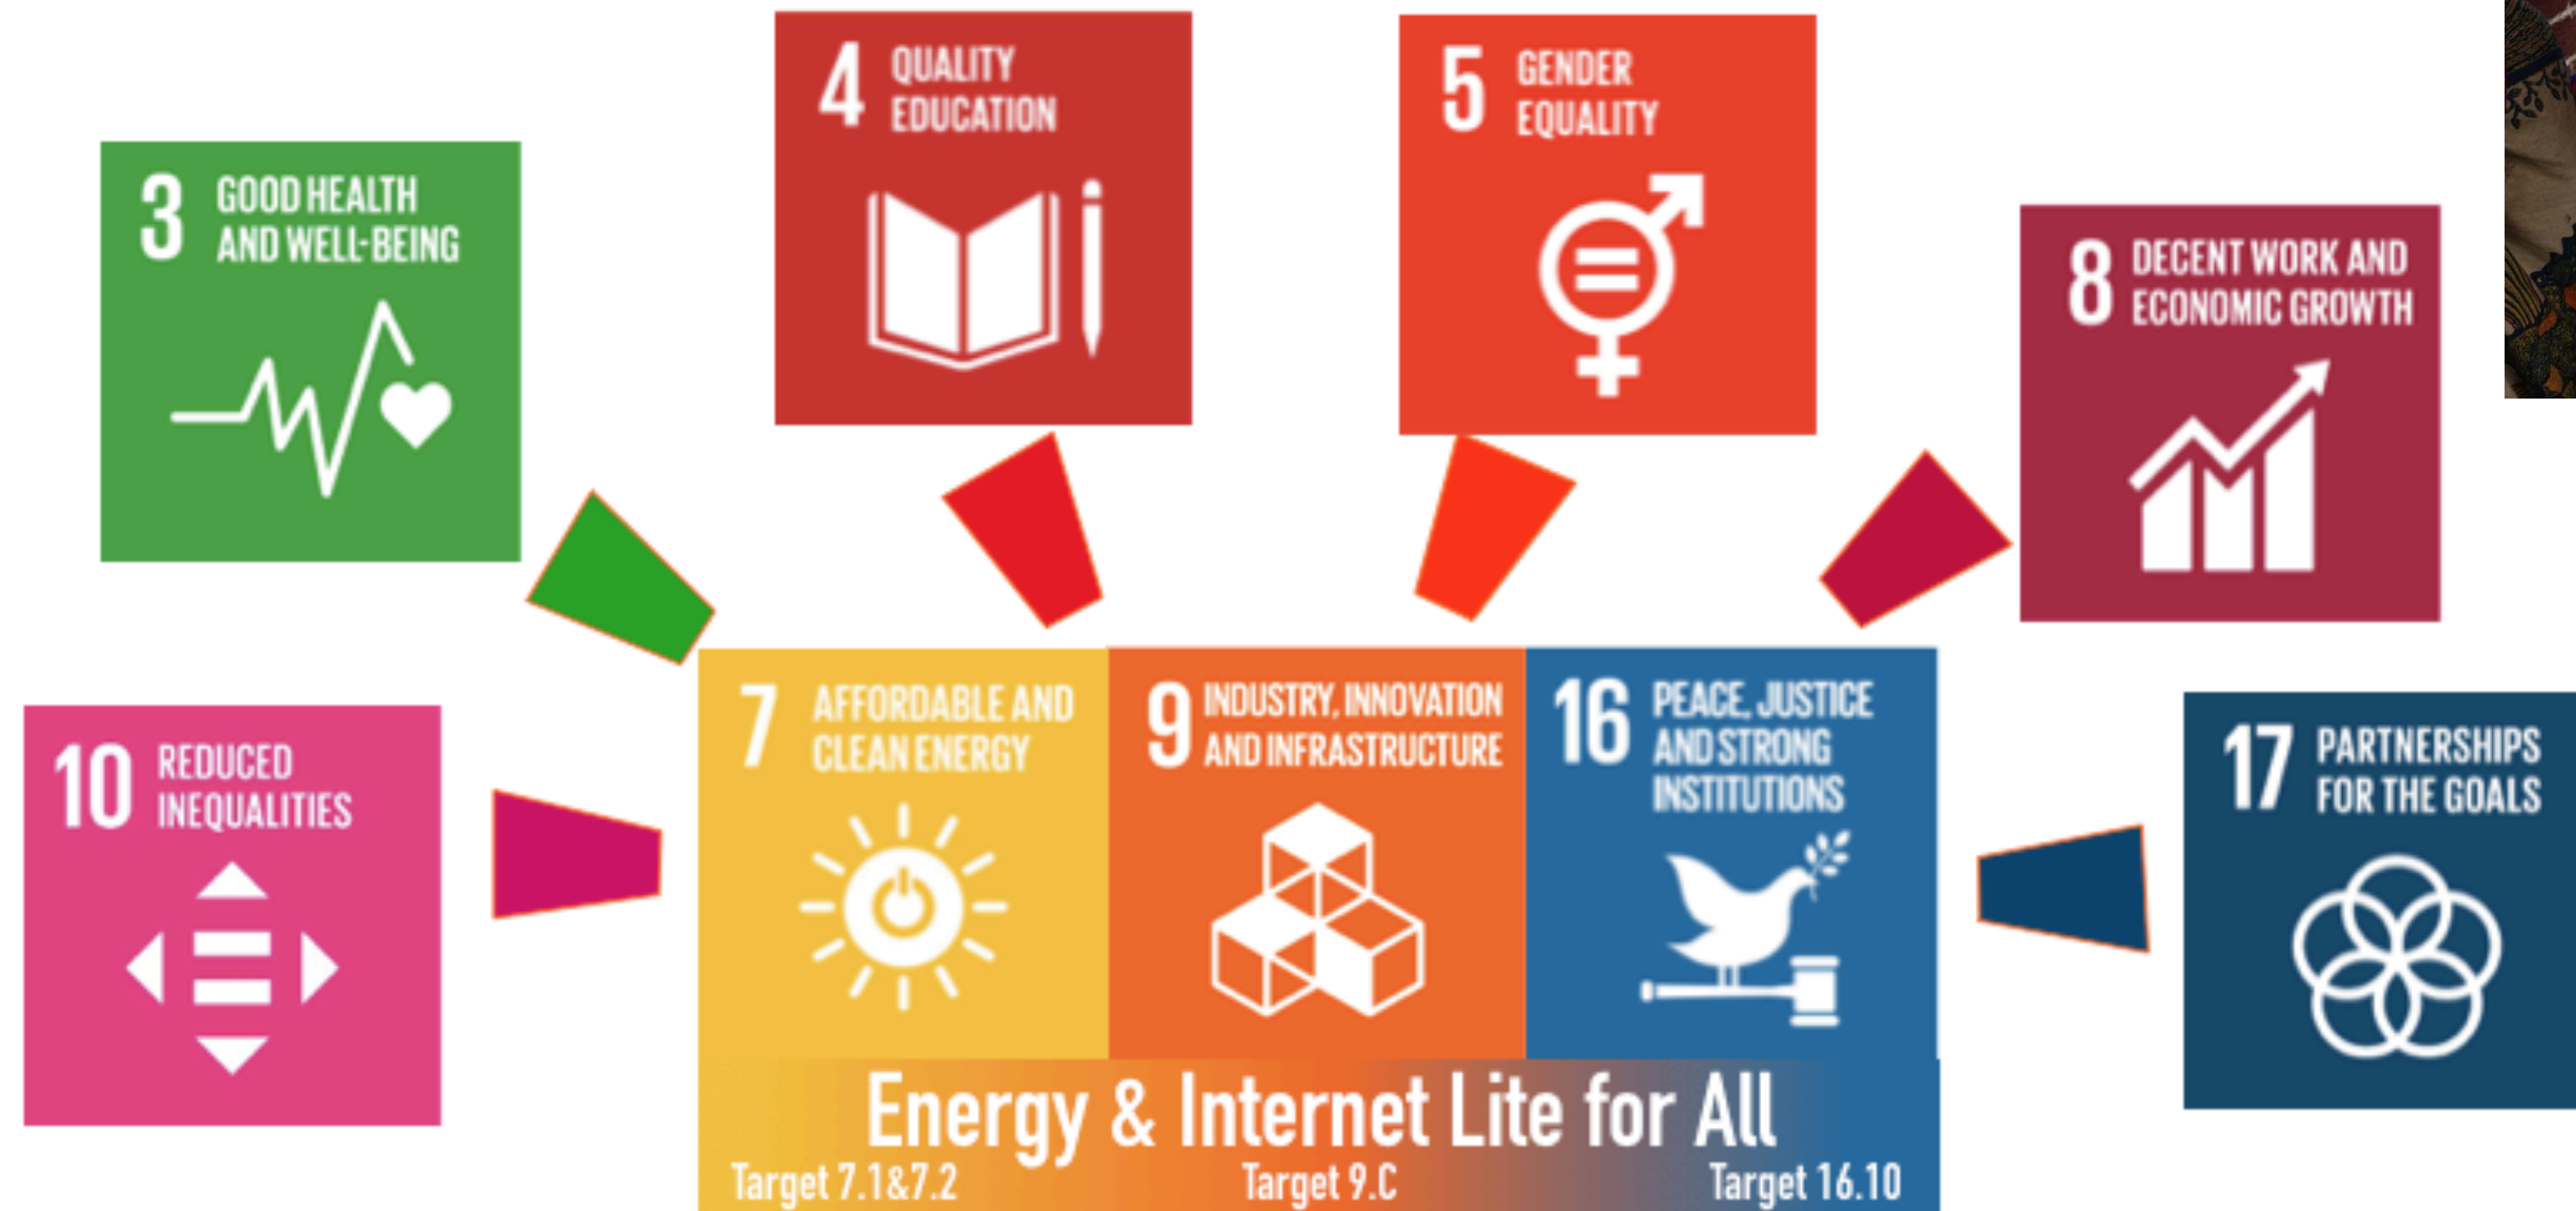 4 QUALITY
EDUCATION
5 GENDER
EQUALITY
3 GOOD HEALTH
AND WELL-BEING
8 DECENT WORK AND
ECONOMIC GROWTH
10 REDUCED
INEQUALITIES
7 AFFORDABLE AND
CLEAN ENERGY
9 INDUSTRY, INNOVATION
AND INFRASTRUCTURE
16 PEACE, JUSTICE
AND STRONG
INSTITUTIONS
17 PARTNERSHIPS
FOR THE GOALS
Energy & Internet Lite for All
Target 7.1&7.2
Target 9.C
Target 16.10